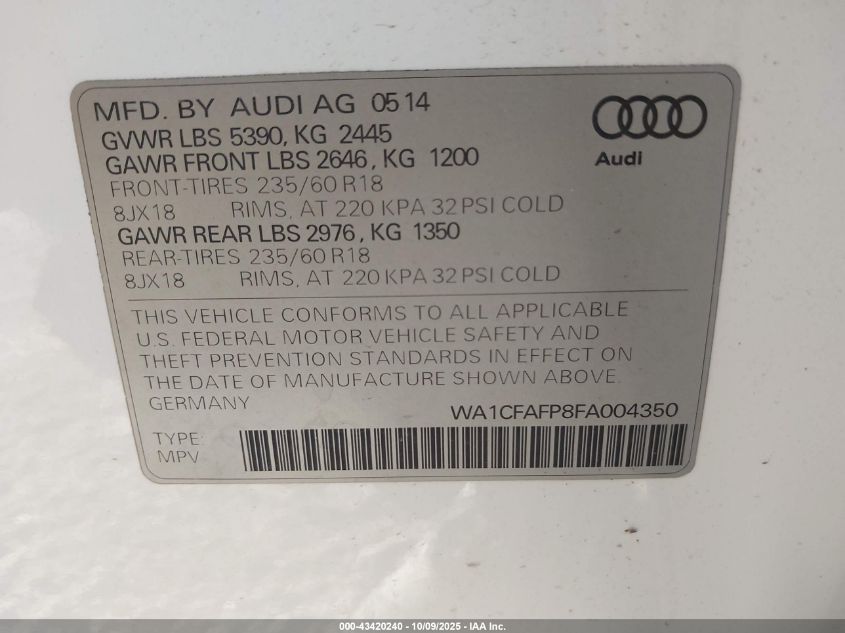 MFD. BY AUDI AG 05 14
GVWR LBS 5390, KG 2445
GAWR FRONT LBS 2646, KG 1200
FRONT-TIRES 235/60 R18
8JX18 RIMS, AT 220 KPA 32 PSI COLD
GAWR REAR LBS 2976, KG 1350
REAR-TIRES 235/60 R18
8JX18 RIMS, AT 220 KPA 32 PSI COLD
Audi
THIS VEHICLE CONFORMS TO ALL APPLICABLE
U.S. FEDERAL MOTOR VEHICLE SAFETY AND
THEFT PREVENTION STANDARDS IN EFFECT ON
THE DATE OF MANUFACTURE SHOWN ABOVE.
GERMANY
WA1CFAFP8FA004350
TYPE:
MPV
000-43420240 - 10/09/2025 - IAA Inc.